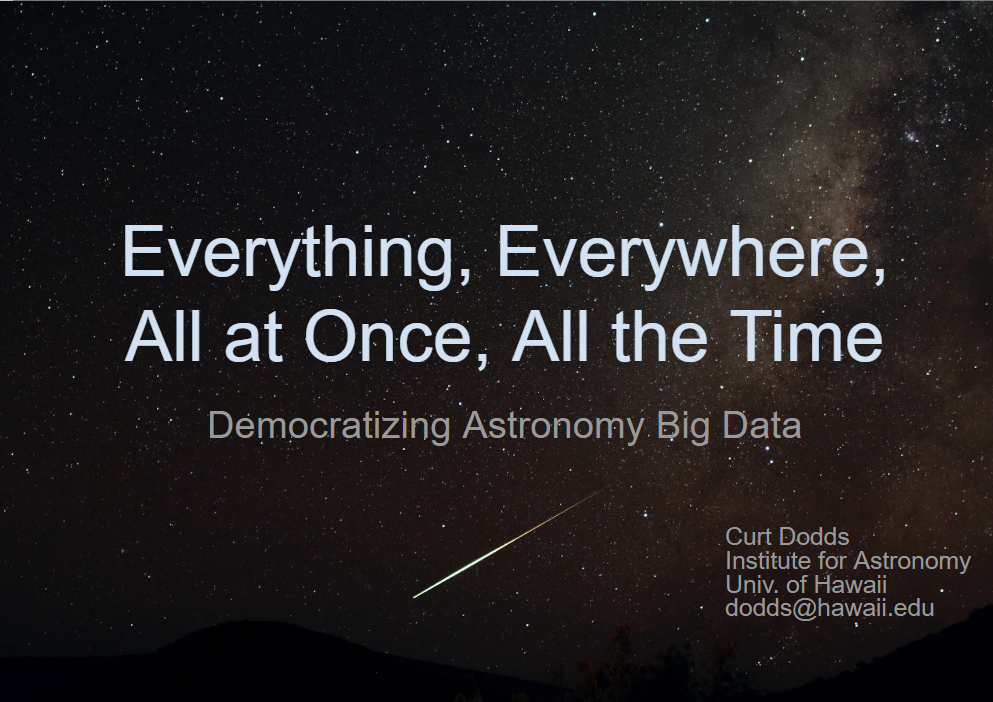 Everything, Everywhere,
All at Once, All the Time
Democratizing Astronomy Big Data
Curt Dodds
Institute for Astronomy
Univ. of Hawaii
dodds@hawaii.edu